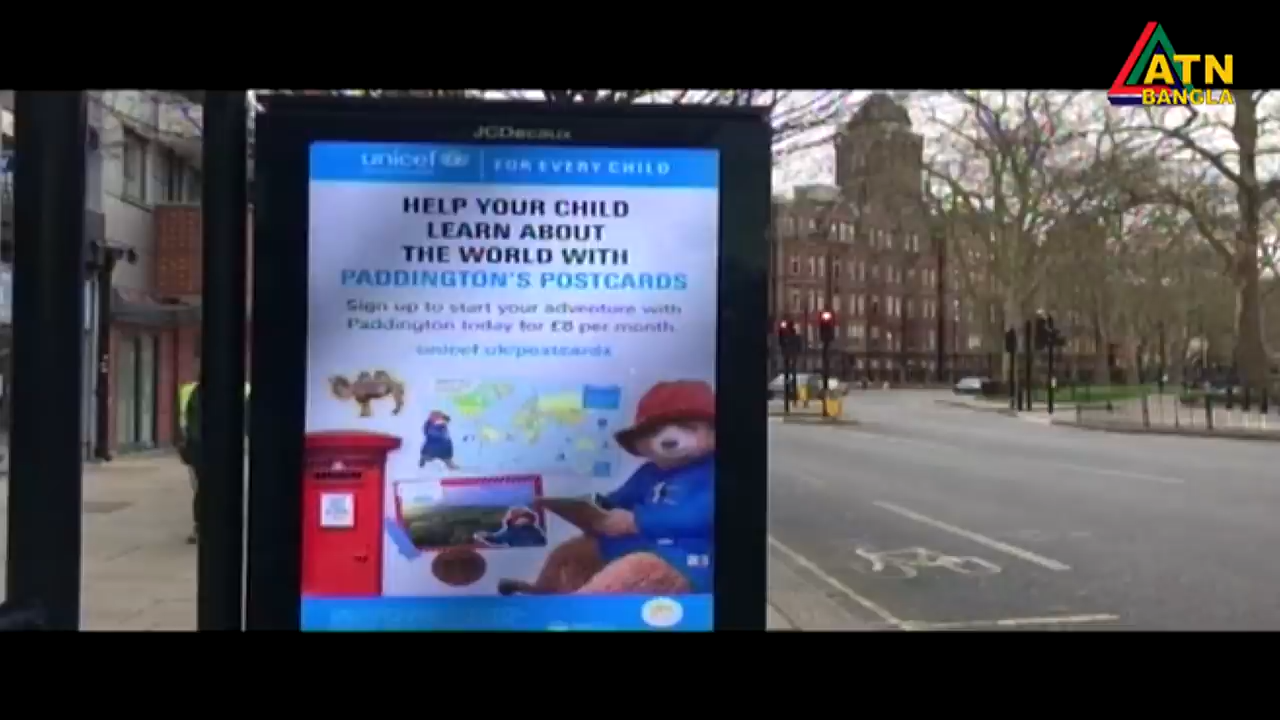 ATN
BANGLA
JCDecaux
unicef | FOR EVERY CHILD
HELP YOUR CHILD
LEARN ABOUT
THE WORLD WITH
PADDINGTON'S POSTCARDS
Sign up to start your adventure with
Paddington today for £8 per month.
unicef.uk/postcards